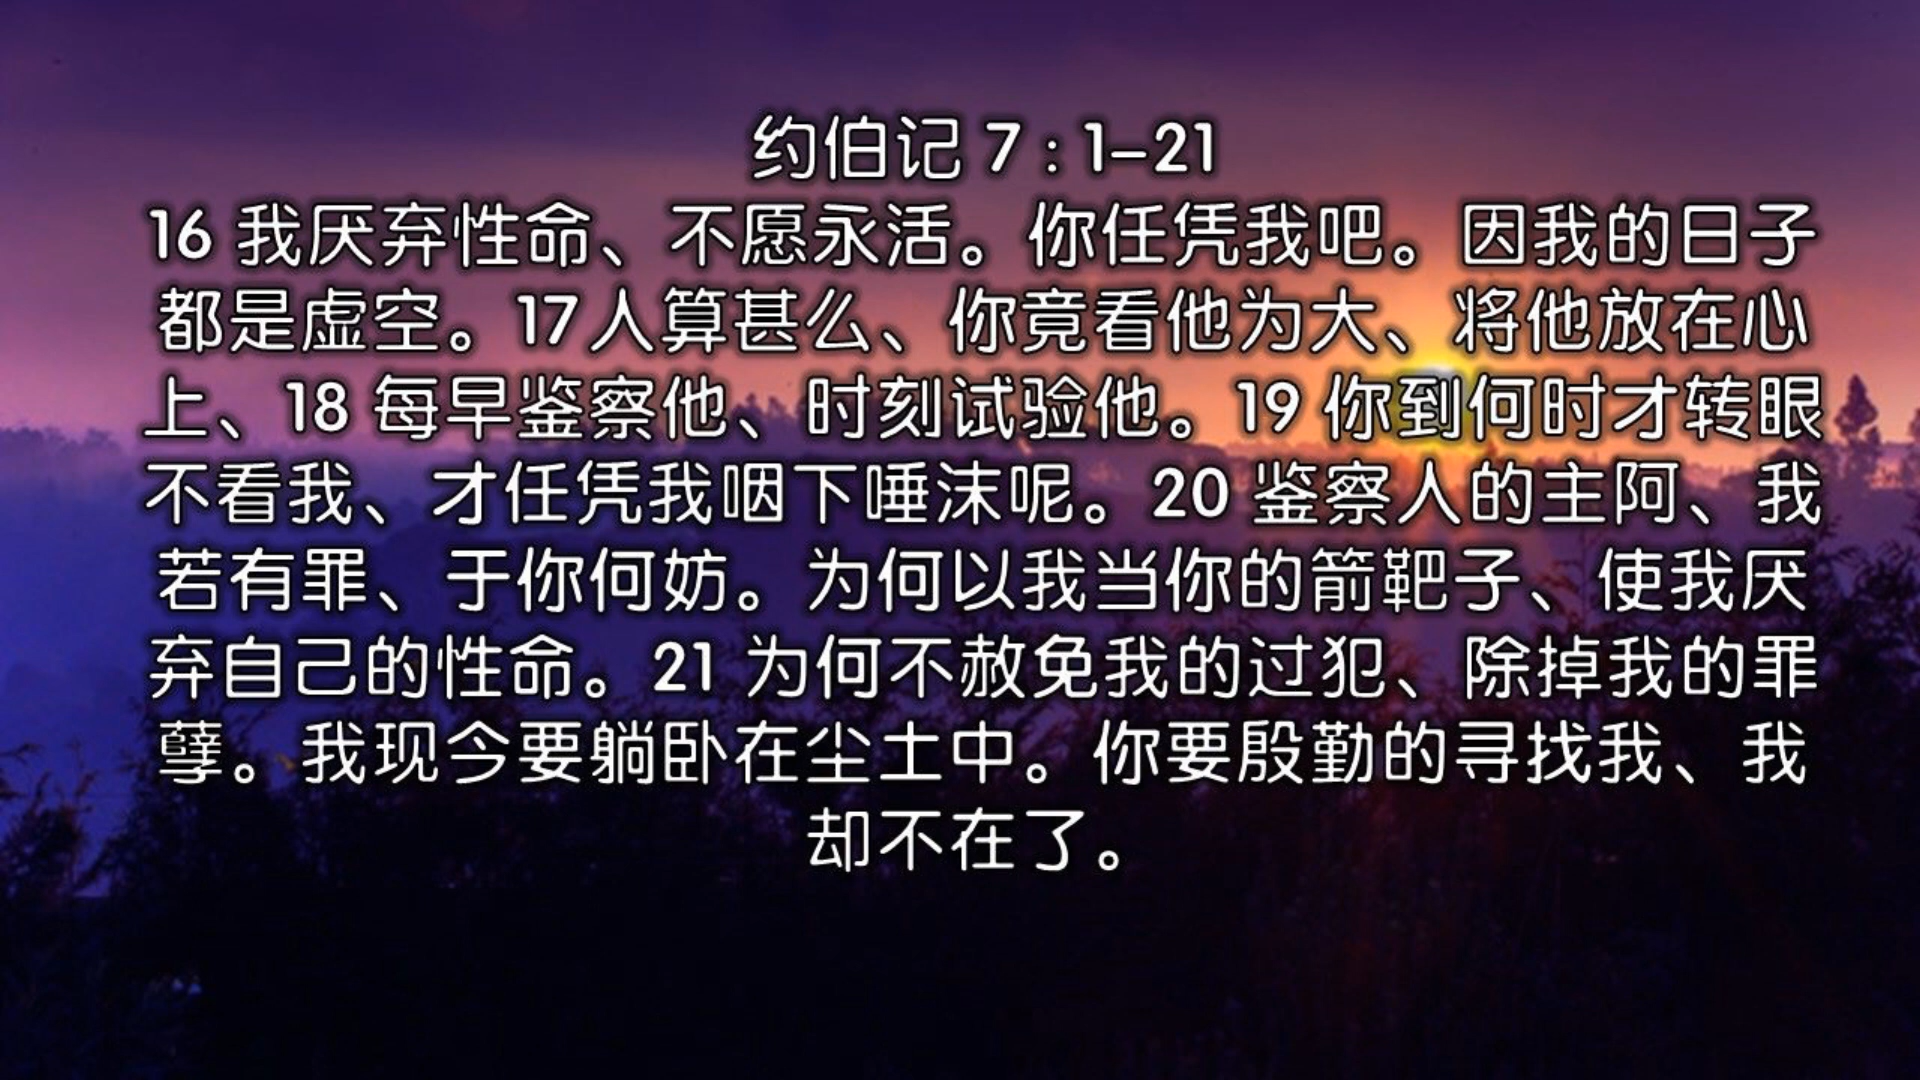 约伯记 7 : 1–21
16 我厌弃性命、不愿永活。你任凭我吧。因我的日子
都是虚空。17人算甚么、你竟看他为大、将他放在心
上、18 每早鉴察他、时刻试验他。19 你到何时才转眼
不看我、才任凭我咽下唾沫呢。20 鉴察人的主阿、我
若有罪、于你何妨。为何以我当你的箭靶子、使我厌
弃自己的性命。21 为何不赦免我的过犯、除掉我的罪
孽。我现今要躺卧在尘土中。你要殷勤的寻找我、我
却不在了。